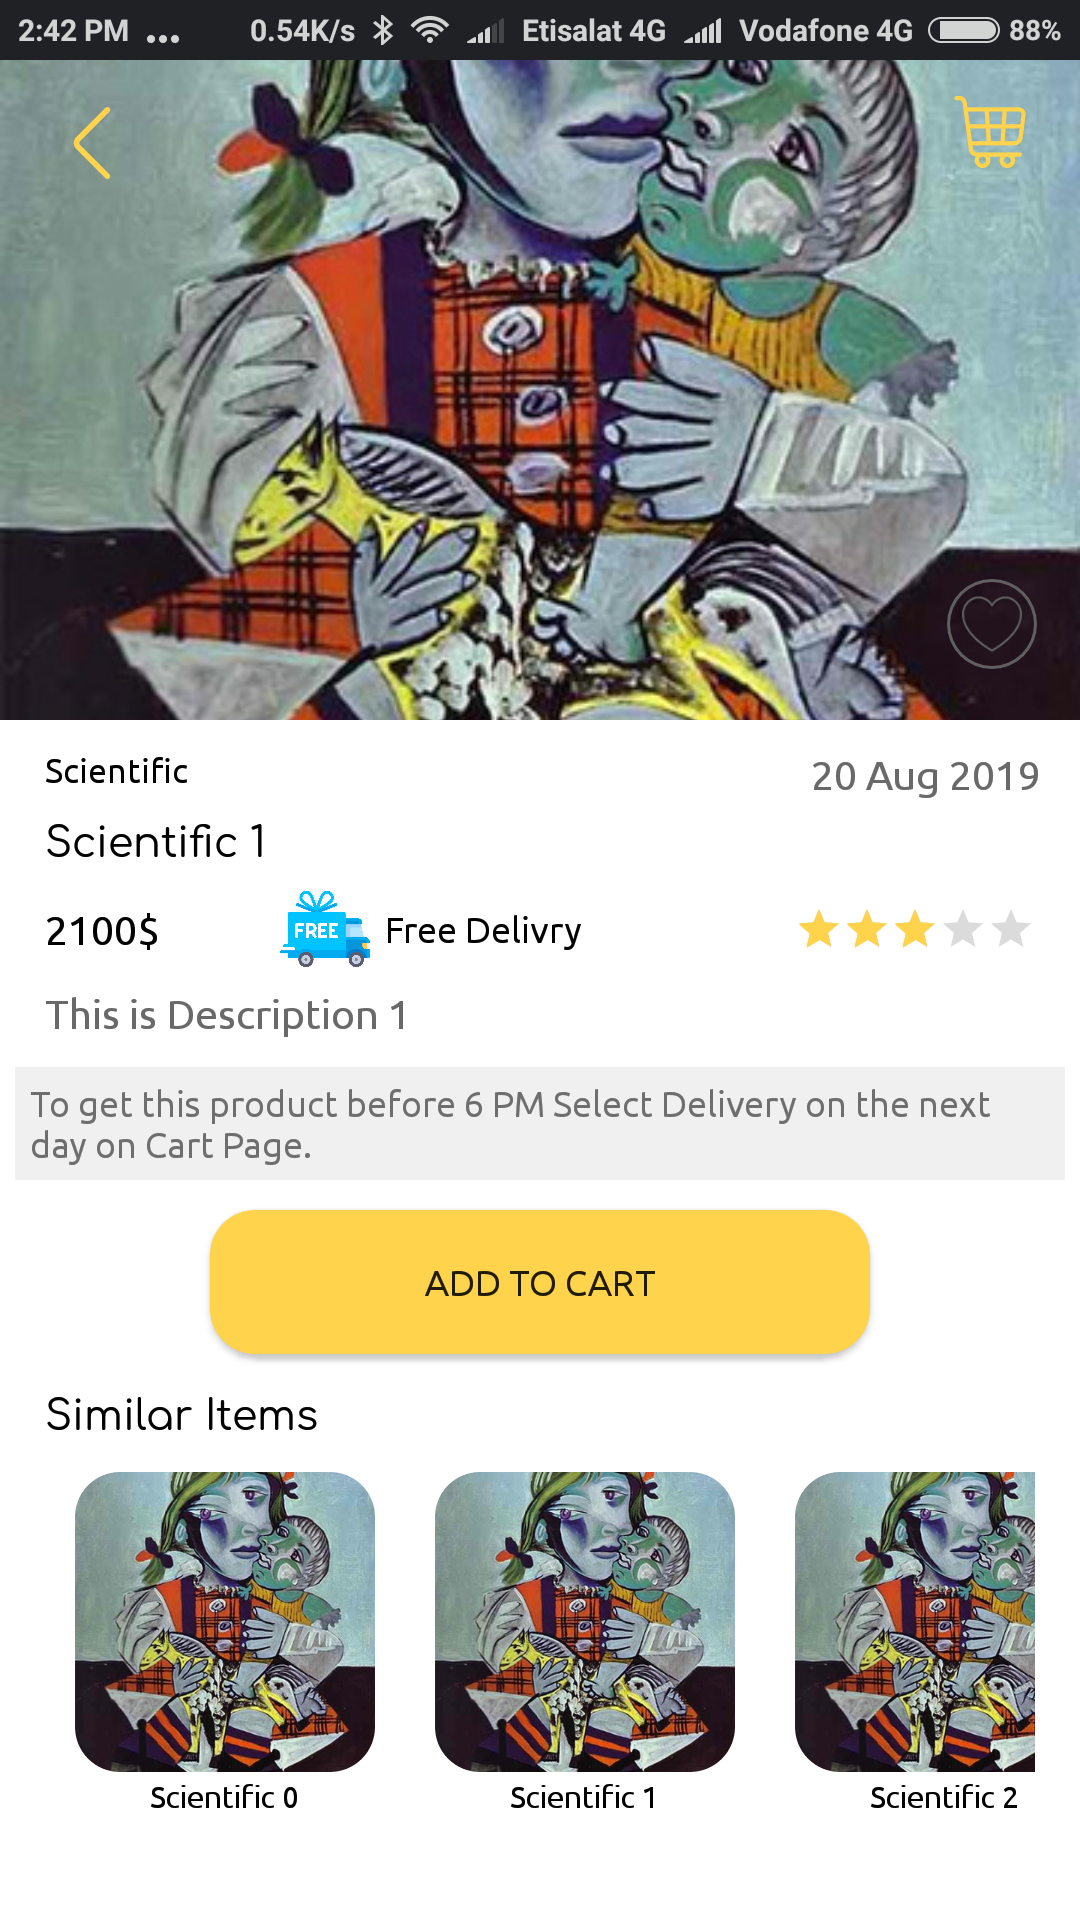 2:42 PM ... 0.54K/s Etisalat 4G Vodafone 4G 88%
Scientific
20 Aug 2019
Scientific 1
2100$ FREE Free Delivry
This is Description 1
To get this product before 6 PM Select Delivery on the next
day on Cart Page.
ADD TO CART
Similar Items
Scientific 0 Scientific 1 Scientific 2